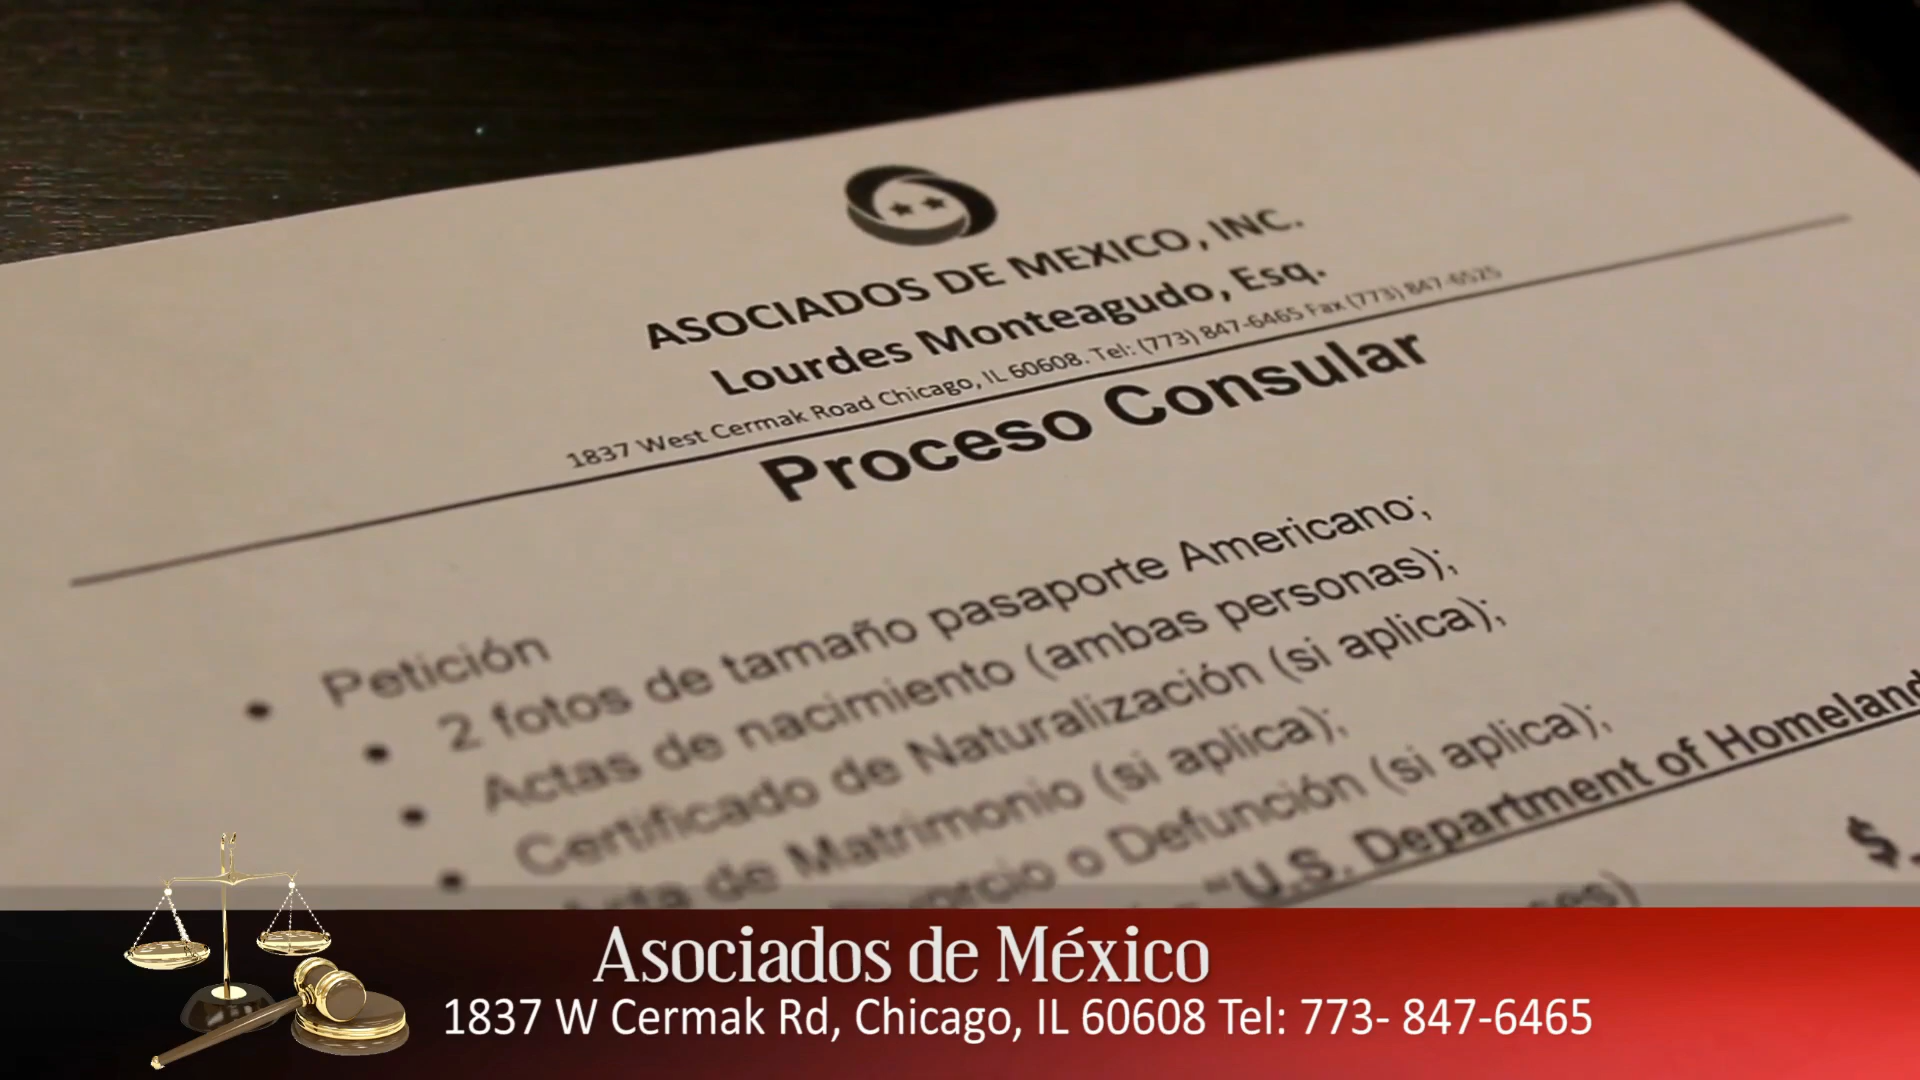 ASOCIADOS DE MEXICO, INC.
Lourdes Monteagudo, Esq.
1837 West Cermak Road Chicago, IL 60608. Tel: (773) 847-6465 Fax (773) 847-6525
Proceso Consular
• Petición
• 2 fotos de tamaño pasaporte Americano;
• Actas de nacimiento (ambas personas);
• Certificado de Naturalización (si aplica);
de Matrimonio (si aplica);
o Defunción (si aplica);
"U.S. Department of Homeland
$
Asociados de México
1837 W Cermak Rd, Chicago, IL 60608 Tel: 773- 847-6465